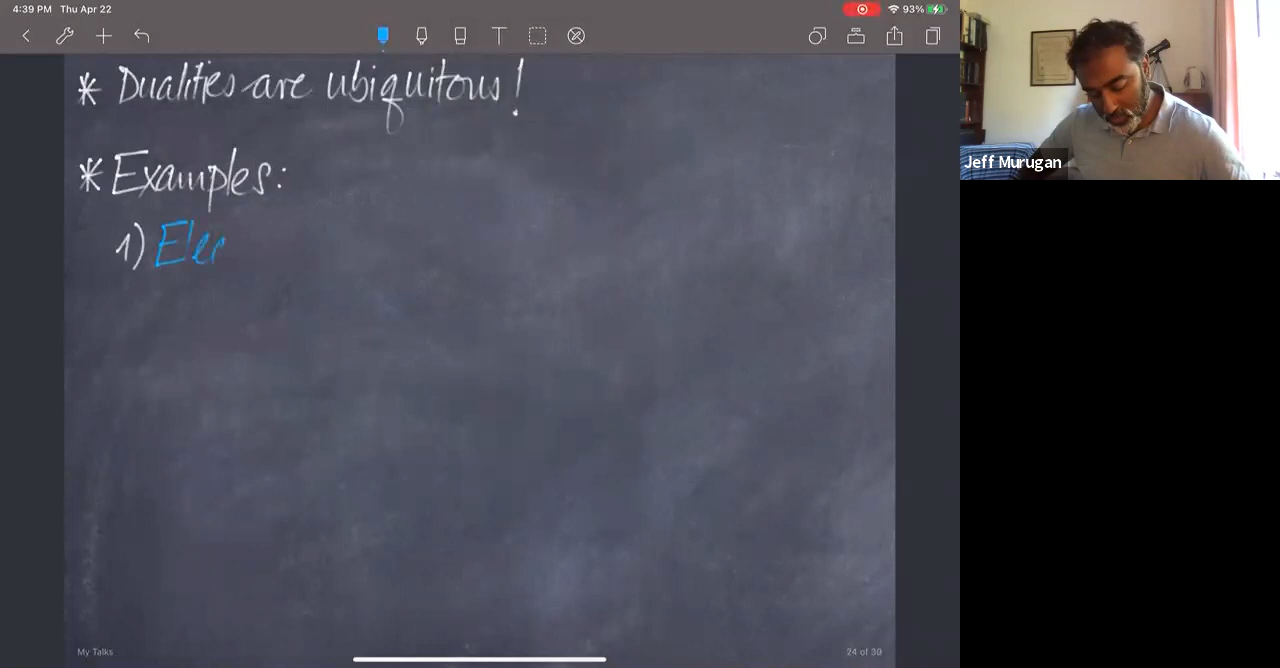 4:39 PM Thu Apr 22
93%
* Dualities are ubiquitous!
* Examples:
1) Elec
Jeff Murugan
My Talks
24 of 30